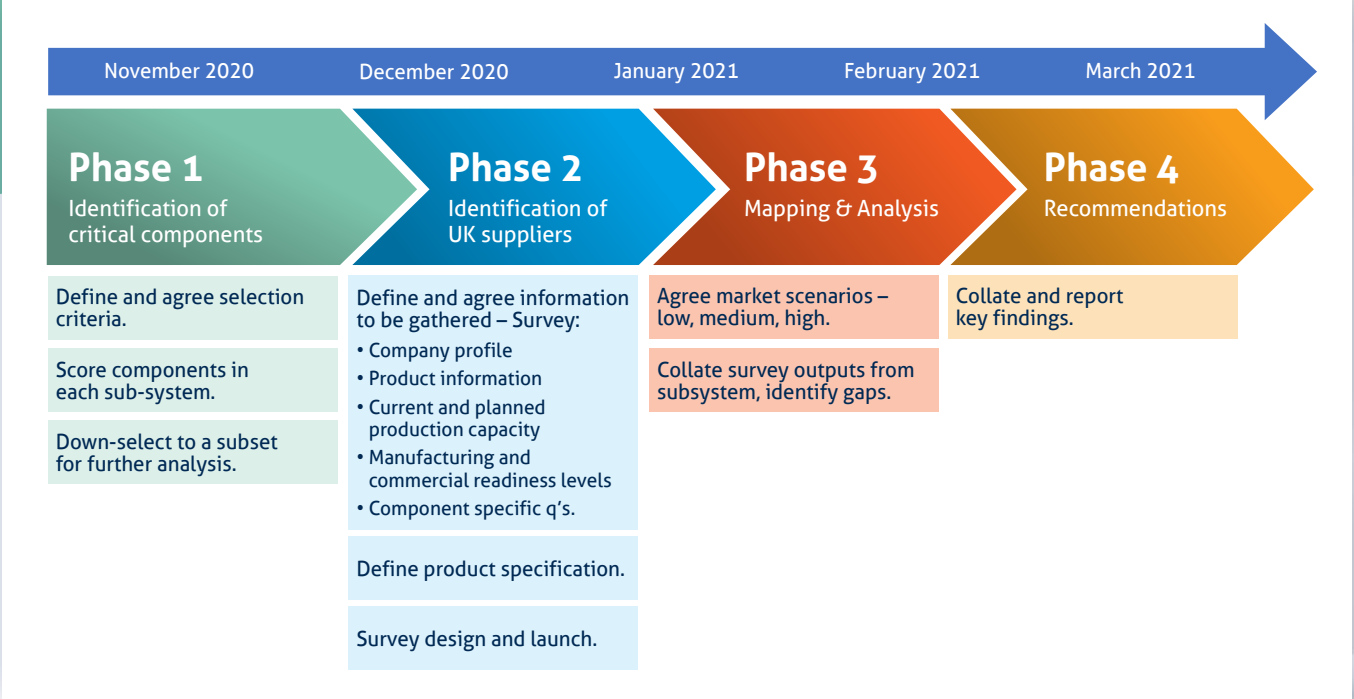 November 2020
December 2020
January 2021
February 2021
March 2021
Phase 1
Identification of
critical components
Phase 2
Identification of
UK suppliers
Phase 3
Mapping & Analysis
Phase 4
Recommendations
Define and agree selection
criteria.
Score components in
each sub-system.
Down-select to a subset
for further analysis.
Define and agree information
to be gathered – Survey:
• Company profile
• Product information
• Current and planned
production capacity
• Manufacturing and
commercial readiness levels
• Component specific q's.
Define product specification.
Survey design and launch.
Agree market scenarios –
low, medium, high.
Collate survey outputs from
subsystem, identify gaps.
Collate and report
key findings.